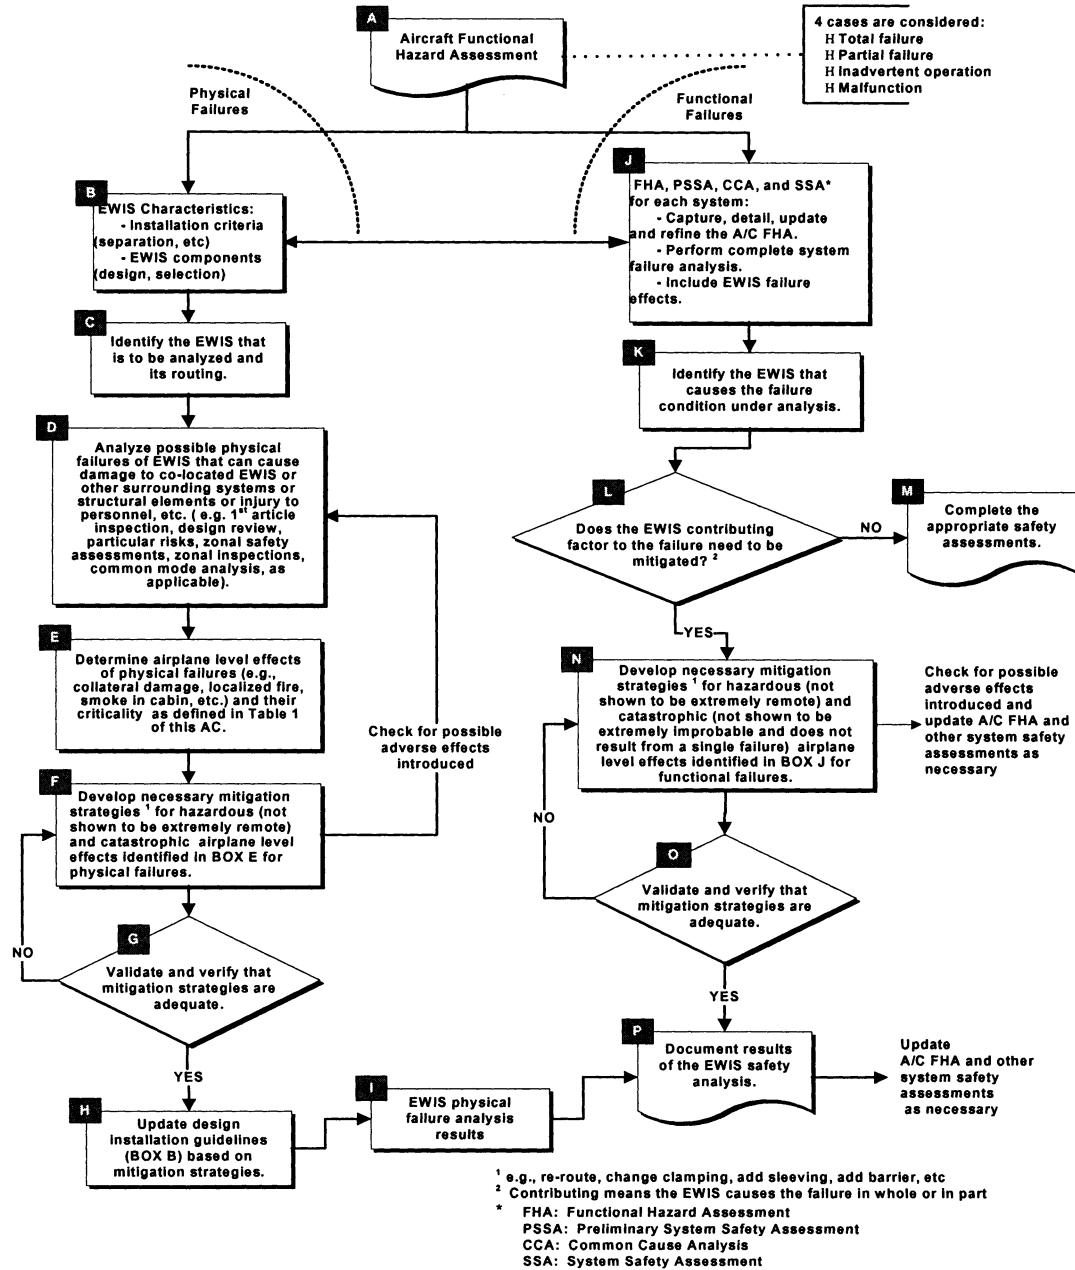 A
Aircraft Functional
Hazard Assessment
4 cases are considered:
H Total failure
H Partial failure
H Inadvertent operation
H Malfunction
Physical
Failures
Functional
Failures
B
EWIS Characteristics:
- Installation criteria
(separation, etc)
- EWIS components
(design, selection)
J
FHA, PSSA, CCA, and SSA*
for each system:
- Capture, detail, update
and refine the A/C FHA.
- Perform complete system
failure analysis.
- Include EWIS failure
effects.
C
Identify the EWIS that
is to be analyzed and
its routing.
K
Identify the EWIS that
causes the failure
condition under analysis.
D
Analyze possible physical
failures of EWIS that can cause
damage to co-located EWIS or
other surrounding systems or
structural elements or injury to
personnel, etc. ( e.g. 1st article
inspection, design review,
particular risks, zonal safety
assessments, zonal inspections,
common mode analysis, as
applicable).
L
Does the EWIS contributing
factor to the failure need to be
mitigated? 2
NO
M
Complete the
appropriate safety
assessments.
YES
E
Determine airplane level effects
of physical failures (e.g.,
collateral damage, localized fire,
smoke in cabin, etc.) and their
criticality as defined in Table 1
of this AC.
Check for possible
adverse effects
introduced
N
Develop necessary mitigation
strategies 1 for hazardous (not
shown to be extremely remote) and
catastrophic (not shown to be
extremely improbable and does not
result from a single failure) airplane
level effects identified in BOX J for
functional failures.
Check for possible
adverse effects
introduced and
update A/C FHA and
other system safety
assessments as
necessary
F
Develop necessary mitigation
strategies 1 for hazardous (not
shown to be extremely remote)
and catastrophic airplane level
effects identified in BOX E for
physical failures.
NO
O
Validate and verify that
mitigation strategies are
adequate.
NO
G
Validate and verify that
mitigation strategies are
adequate.
YES
YES
P
Document results
of the EWIS safety
analysis.
Update
A/C FHA and other
system safety
assessments
as necessary
H
Update design
installation guidelines
(BOX B) based on
mitigation strategies.
I
EWIS physical
failure analysis
results
1 e.g., re-route, change clamping, add sleeving, add barrier, etc
2 Contributing means the EWIS causes the failure in whole or in part
* FHA: Functional Hazard Assessment
PSSA: Preliminary System Safety Assessment
CCA: Common Cause Analysis
SSA: System Safety Assessment